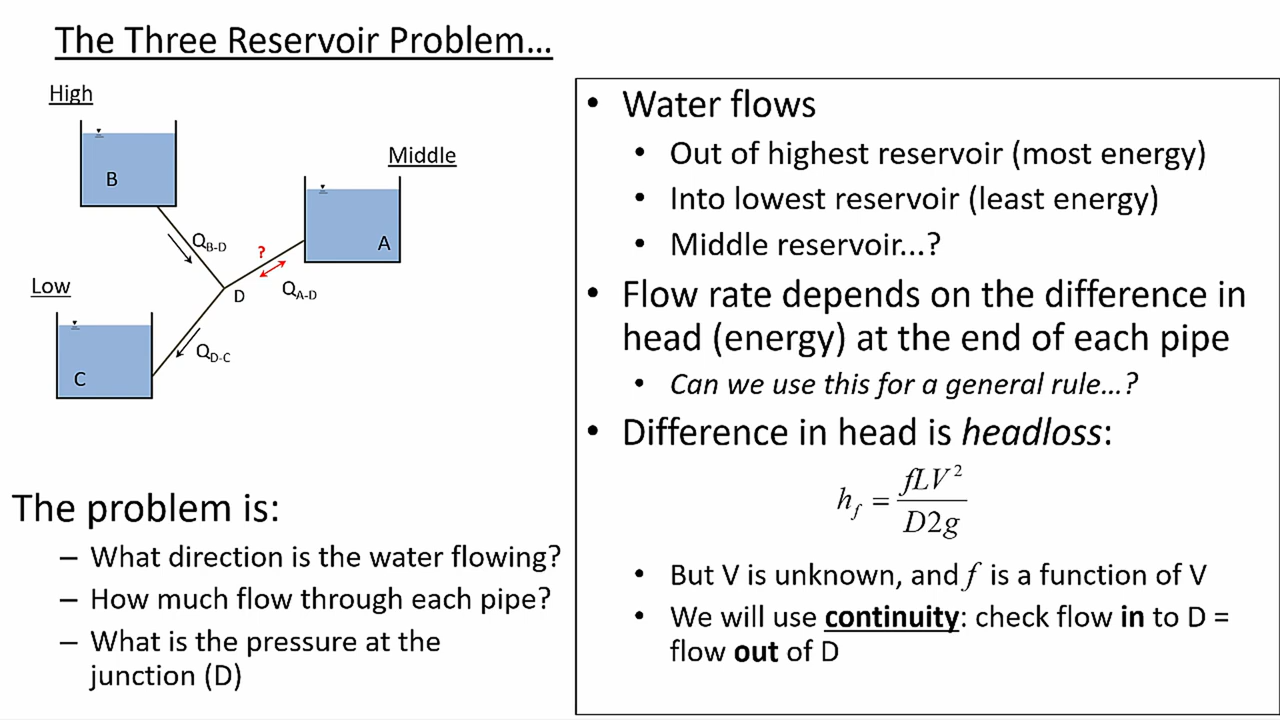 The Three Reservoir Problem…
High
B
Middle
A
Q_B-D
?
D
Q_A-D
Low
C
Q_D-C
The problem is:
– What direction is the water flowing?
– How much flow through each pipe?
– What is the pressure at the
junction (D)
• Water flows
• Out of highest reservoir (most energy)
• Into lowest reservoir (least energy)
• Middle reservoir...?
• Flow rate depends on the difference in
head (energy) at the end of each pipe
• Can we use this for a general rule…?
• Difference in head is headloss:
h_f = fLV² / D2g
• But V is unknown, and f is a function of V
• We will use continuity: check flow in to D =
flow out of D